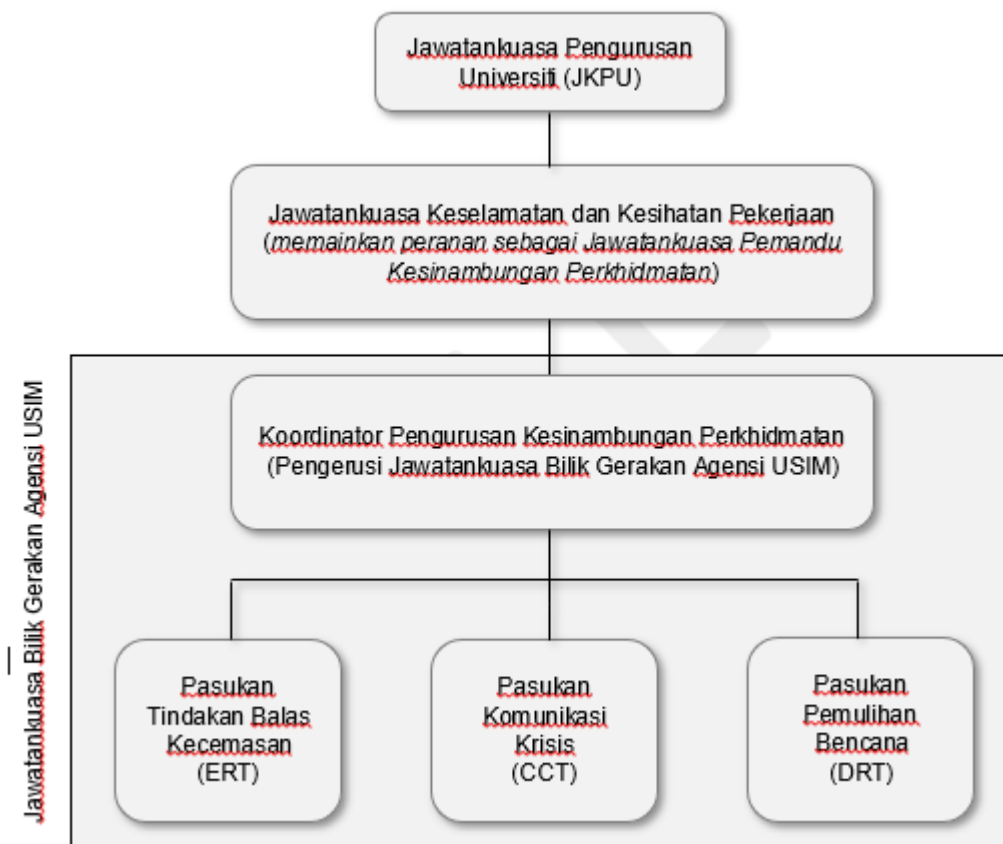 Jawatankuasa Pengurusan
Universiti (JKPU)
Jawatankuasa Keselamatan dan Kesihatan Pekerjaan
(memainkan peranan sebagai Jawatankuasa Pemandu
Kesinambungan Perkhidmatan)
Jawatankuasa Bilik Gerakan Agensi USIM
Koordinator Pengurusan Kesinambungan Perkhidmatan
(Pengerusi Jawatankuasa Bilik Gerakan Agensi USIM)
Pasukan
Tindakan Balas
Kecemasan
(ERT)
Pasukan
Komunikasi
Krisis
(CCT)
Pasukan
Pemulihan
Bencana
(DRT)